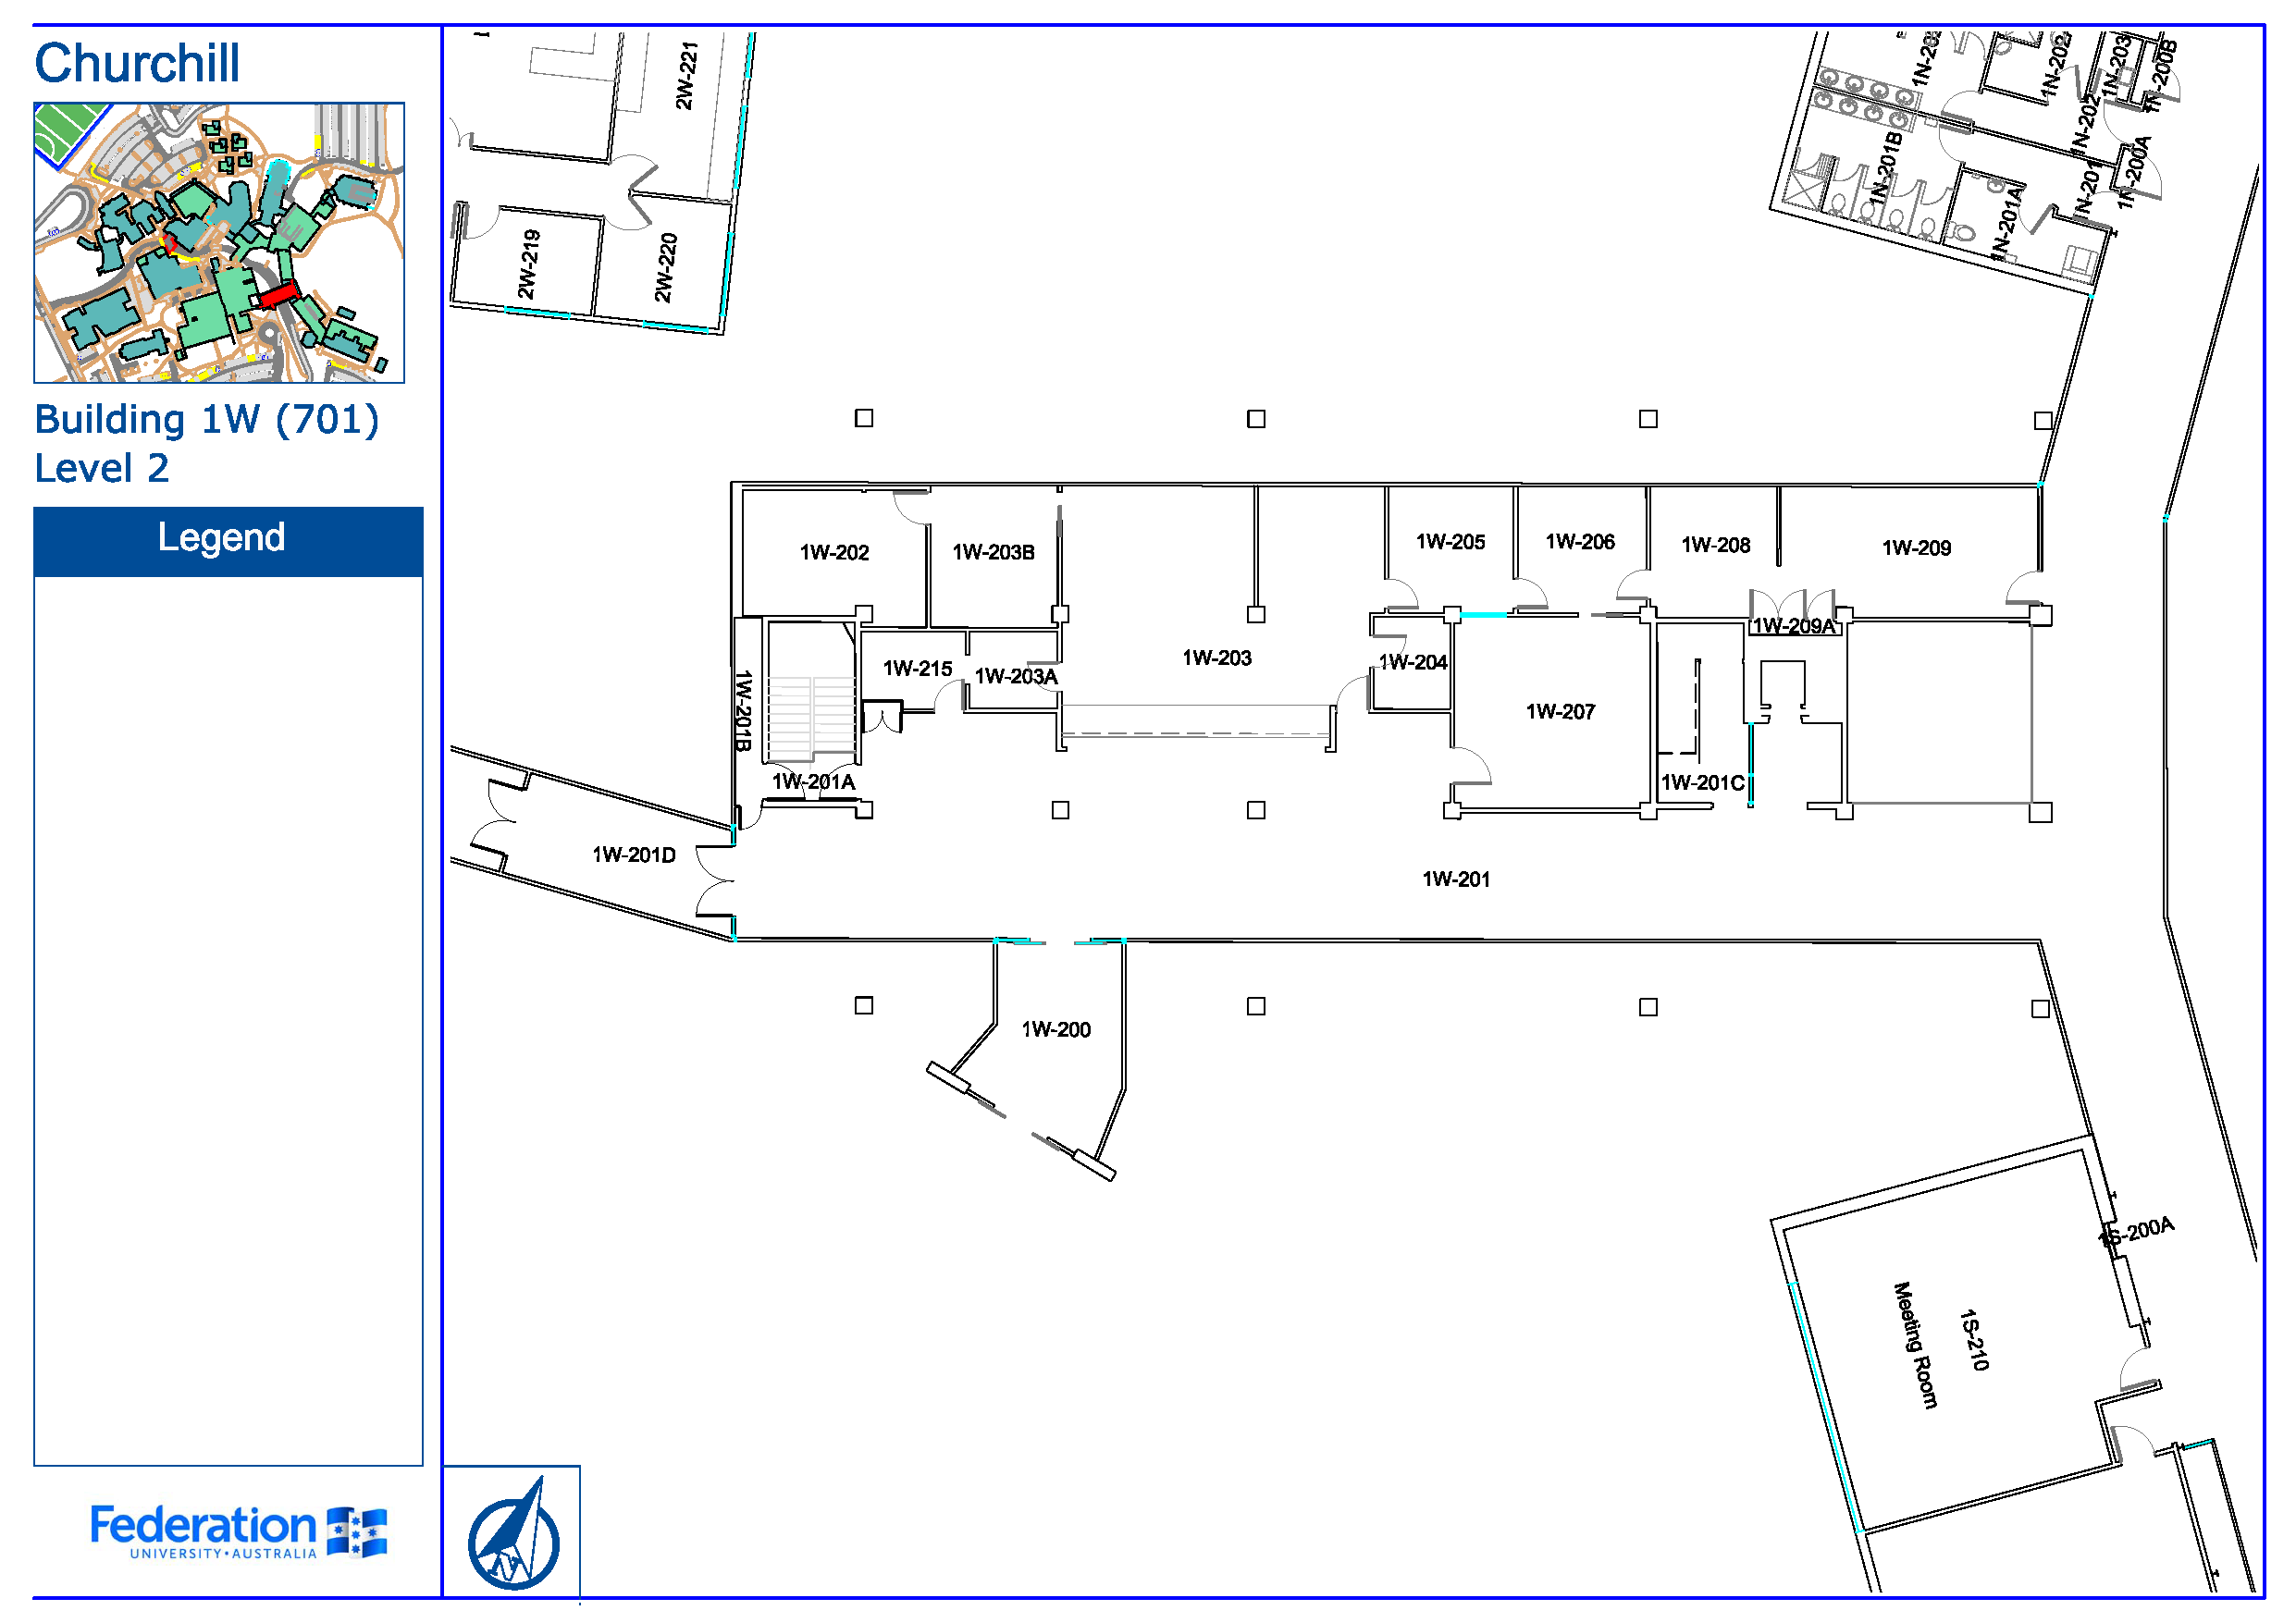 Churchill
Building 1W (701)
Level 2
Legend
2W-221
2W-219
2W-220
1N-202
1N-203
1N-200B
1N-202
1N-201B
1N-201
1N-200A
1N-201A
1W-202
1W-203B
1W-205
1W-206
1W-208
1W-209
1W-209A
1W-215
1W-203A
1W-203
1W-204
1W-201B
1W-207
1W-201A
1W-201C
1W-201D
1W-201
1W-200
1S-200A
Meeting Room
1S-210
Federation
UNIVERSITY•AUSTRALIA
N